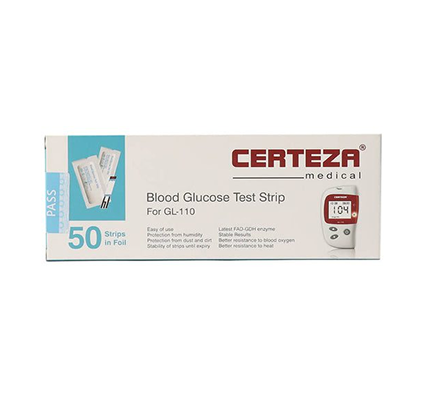 CERTEZA®
medical
Blood Glucose Test Strip
For GL-110
PASS
50 Strips in Foil
Easy of use
Protection from humidity
Protection from dust and dirt
Stability of strips until expiry
Latest FAD-GDH enzyme
Stable Results
Better resistance to blood oxygen
Better resistance to heat
CERTEZA
104